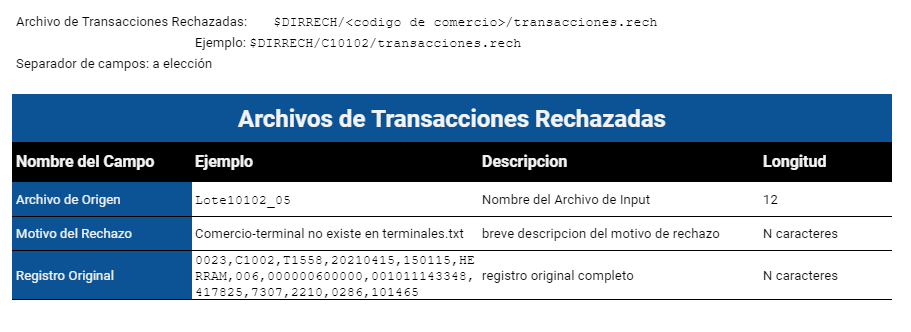 Archivo de Transacciones Rechazadas: $DIRRECH/<codigo de comercio>/transacciones.rech
Ejemplo: $DIRRECH/C10102/transacciones.rech
Separador de campos: a elección
Archivos de Transacciones Rechazadas
Nombre del Campo Ejemplo Descripcion Longitud
Archivo de Origen Lote10102_05 Nombre del Archivo de Input 12
Motivo del Rechazo Comercio-terminal no existe en terminales.txt breve descripcion del motivo de rechazo N caracteres
0023,C1002,T1558,20210415,150115,HE
Registro Original RRAM,006,000000600000,001011143348, registro original completo N caracteres
417825,7307,2210,0286,101465